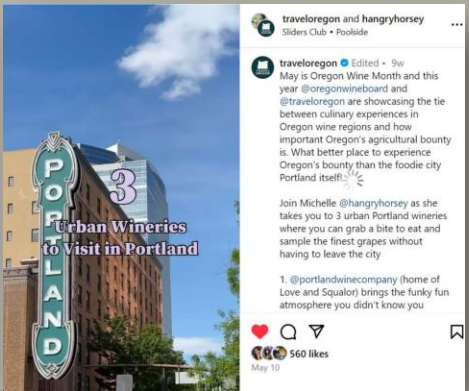 PORTLAND
3
Urban Wineries
to Visit in Portland
traveloregon and hangryhorsey
Sliders Club • Poolside
traveloregon Edited • 9w
May is Oregon Wine Month and this
year @oregonwineboard and
@traveloregon are showcasing the tie
between culinary experiences in
Oregon wine regions and how
important Oregon's agricultural bounty
is. What better place to experience
Oregon's bounty than the foodie city
Portland itself!
Join Michelle @hangryhorsey as she
takes you to 3 urban Portland wineries
where you can grab a bite to eat and
sample the finest grapes without
having to leave the city
1. @portlandwinecompany (home of
Love and Squalor) brings the funky fun
atmosphere you didn't know you
560 likes
May 10